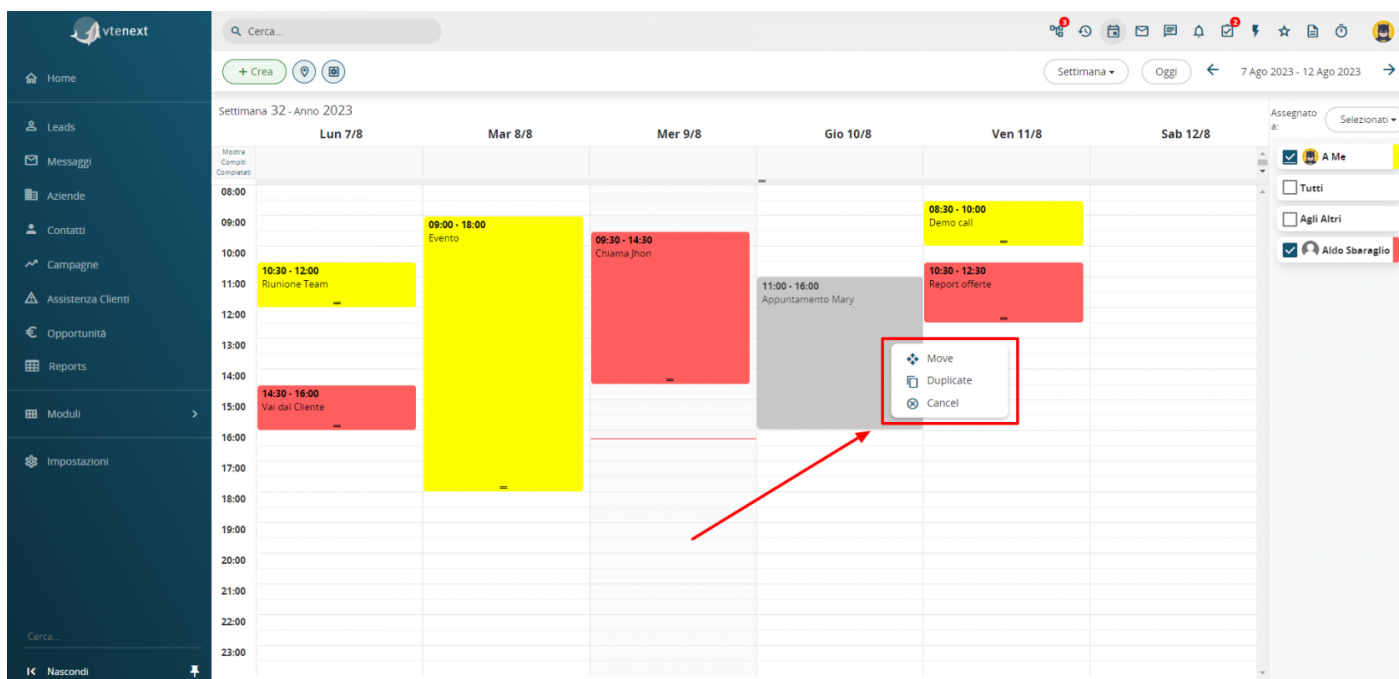 vtenext
Cerca...
3
2
Home
Leads
Messaggi
Aziende
Contatti
Campagne
Assistenza Clienti
Opportunità
Reports
Moduli
Impostazioni
Cerca...
Nascondi
+ Crea
Settimana
Oggi
7 Ago 2023 - 12 Ago 2023
Settimana 32 - Anno 2023
Lun 7/8
Mar 8/8
Mer 9/8
Gio 10/8
Ven 11/8
Sab 12/8
Mostra
Compiti
Completati
08:00
09:00
10:00
11:00
12:00
13:00
14:00
15:00
16:00
17:00
18:00
19:00
20:00
21:00
22:00
23:00
10:30 - 12:00
Riunione Team
14:30 - 16:00
Vai dal Cliente
09:00 - 18:00
Evento
09:30 - 14:30
Chiama Jhon
11:00 - 16:00
Appuntamento Mary
08:30 - 10:00
Demo call
10:30 - 12:30
Report offerte
Move
Duplicate
Cancel
Assegnato
a:
Selezionati
A Me
Tutti
Agli Altri
Aldo Sbaraglio